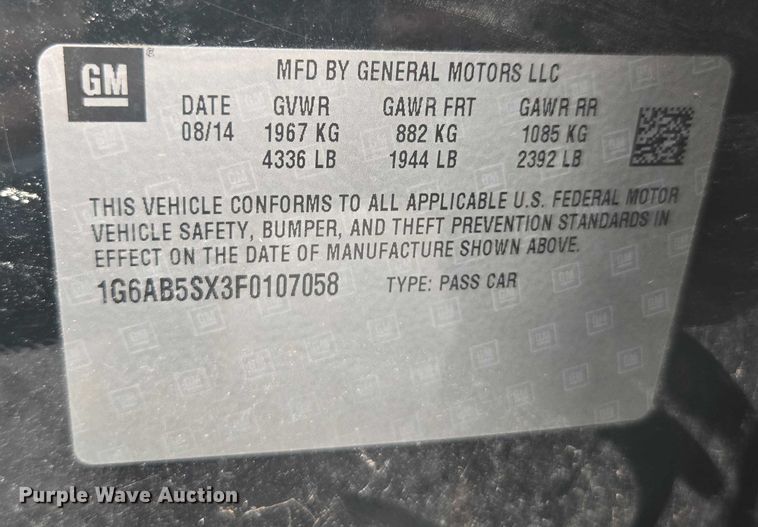 GM ®
MFD BY GENERAL MOTORS LLC
DATE GVWR GAWR FRT GAWR RR
08/14 1967 KG 882 KG 1085 KG
4336 LB 1944 LB 2392 LB
THIS VEHICLE CONFORMS TO ALL APPLICABLE U.S. FEDERAL MOTOR
VEHICLE SAFETY, BUMPER, AND THEFT PREVENTION STANDARDS IN
EFFECT ON THE DATE OF MANUFACTURE SHOWN ABOVE.
1G6AB5SX3F0107058 TYPE: PASS CAR
Purple Wave Auction